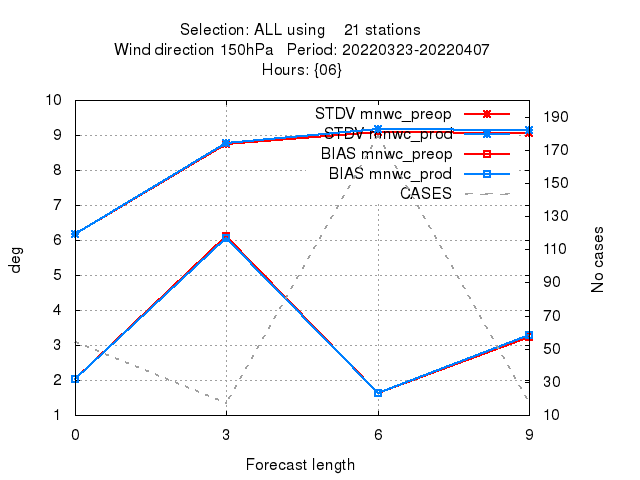 Selection: ALL using 21 stations
Wind direction 150hPa Period: 20220323-20220407
Hours: {06}
STDV mnwc_preop
STDV mnwc_prod
BIAS mnwc_preop
BIAS mnwc_prod
CASES
10
9
8
7
6
5
4
3
2
1
deg
190
170
150
130
110
90
70
50
30
10
No cases
0 3 6 9
Forecast length